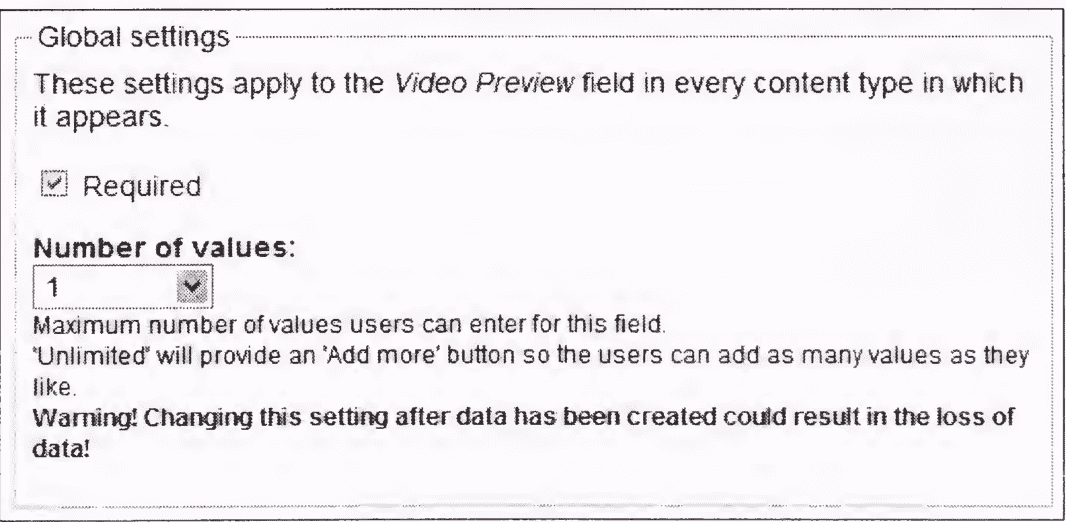 Global settings
These settings apply to the Video Preview field in every content type in which
it appears.
Required
Number of values:
1
Maximum number of values users can enter for this field.
'Unlimited' will provide an 'Add more' button so the users can add as many values as they
like.
Warning! Changing this setting after data has been created could result in the loss of
data!